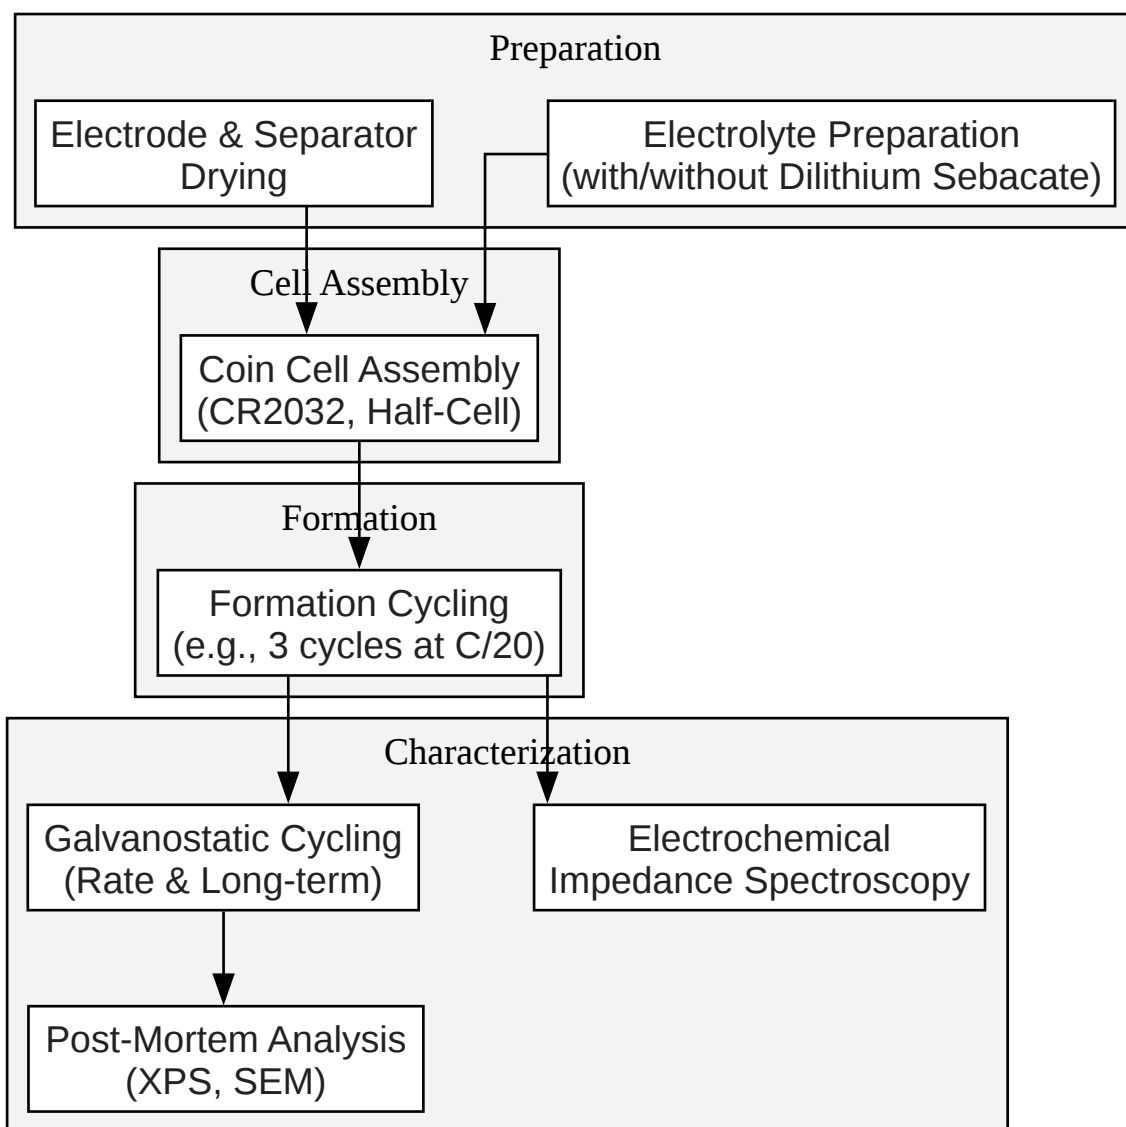 Preparation
Electrode & Separator
Drying
Electrolyte Preparation
(with/without Dilithium Sebacate)
Cell Assembly
Coin Cell Assembly
(CR2032, Half-Cell)
Formation
Formation Cycling
(e.g., 3 cycles at C/20)
Characterization
Galvanostatic Cycling
(Rate & Long-term)
Electrochemical
Impedance Spectroscopy
Post-Mortem Analysis
(XPS, SEM)